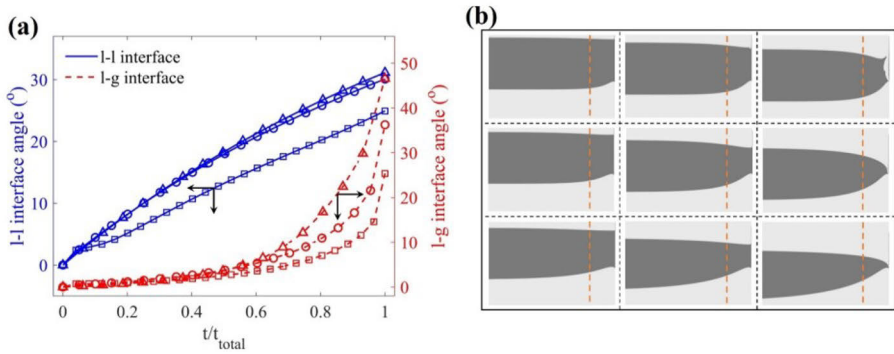 (a)
l-l interface
l-g interface
l-l interface angle (°)
30
20
10
0
50
40
30
20
10
0
l-g interface angle (°)
0
0.2
0.4
0.6
0.8
1
t/t_total
(b)